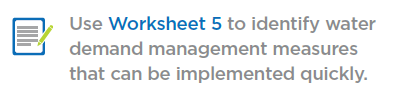 Use Worksheet 5 to identify water
demand management measures
that can be implemented quickly.